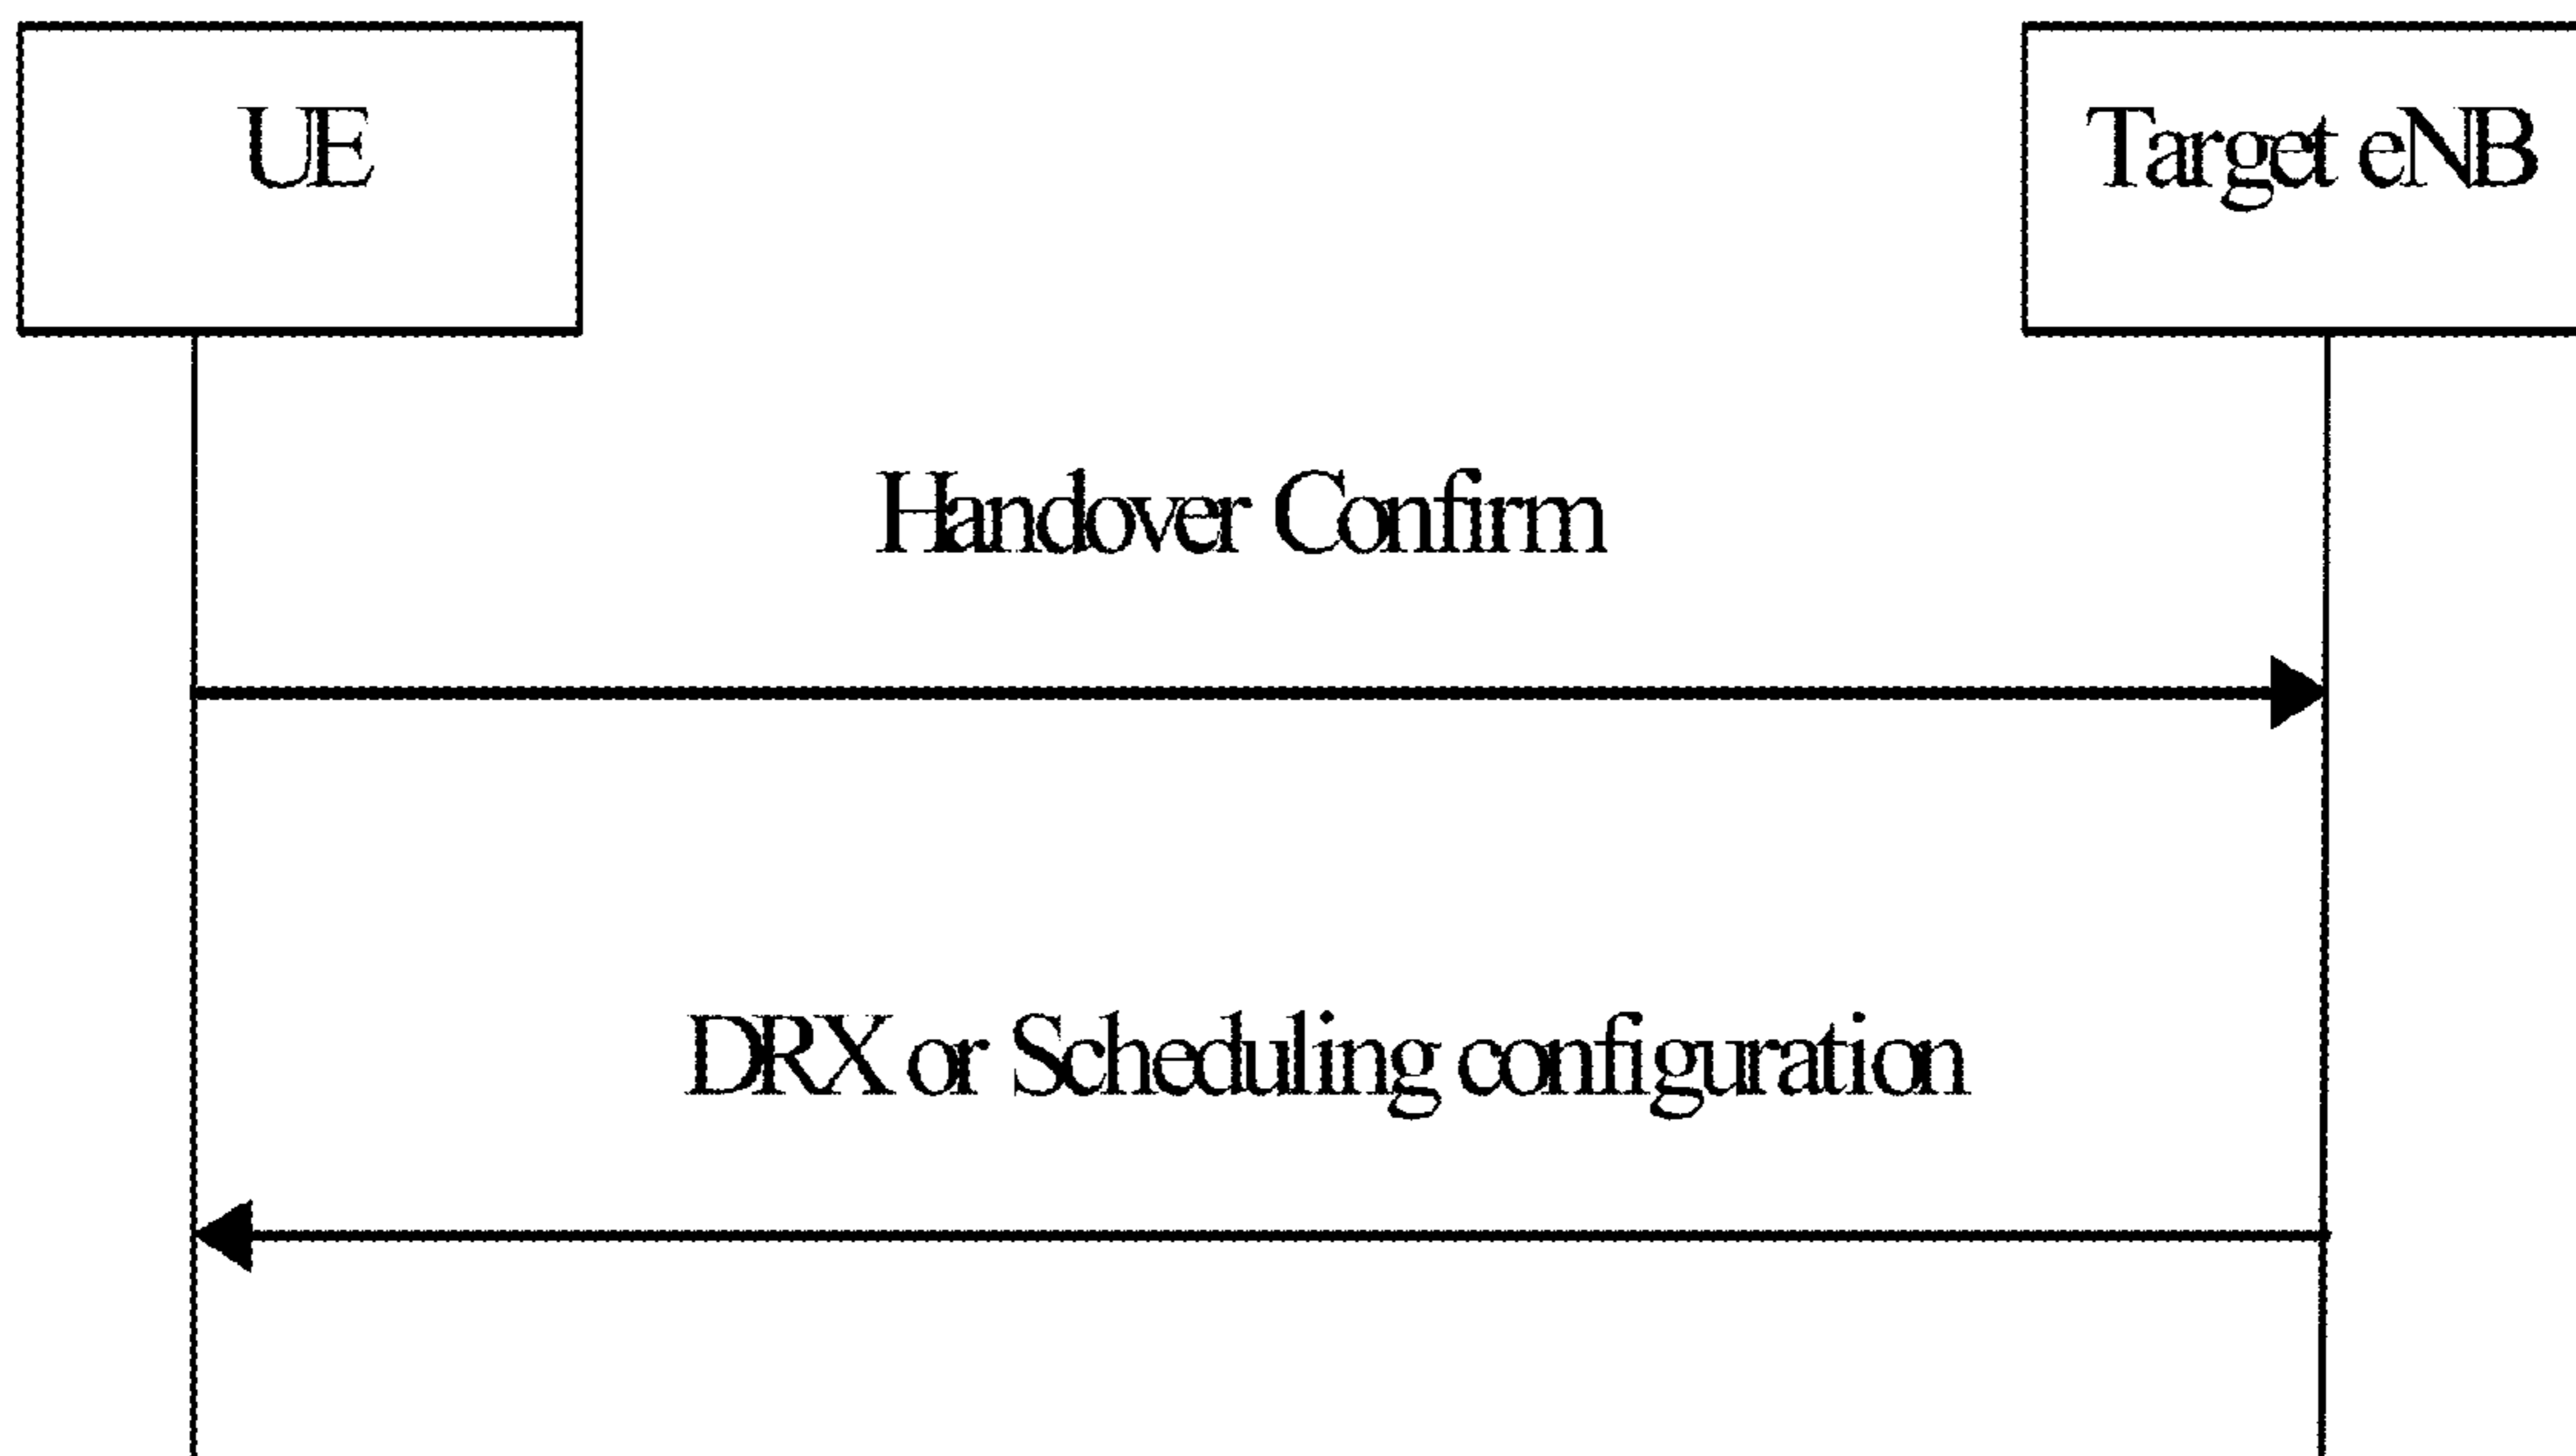 UE
Target eNB
Handover Confirm
DRX or Scheduling configuration